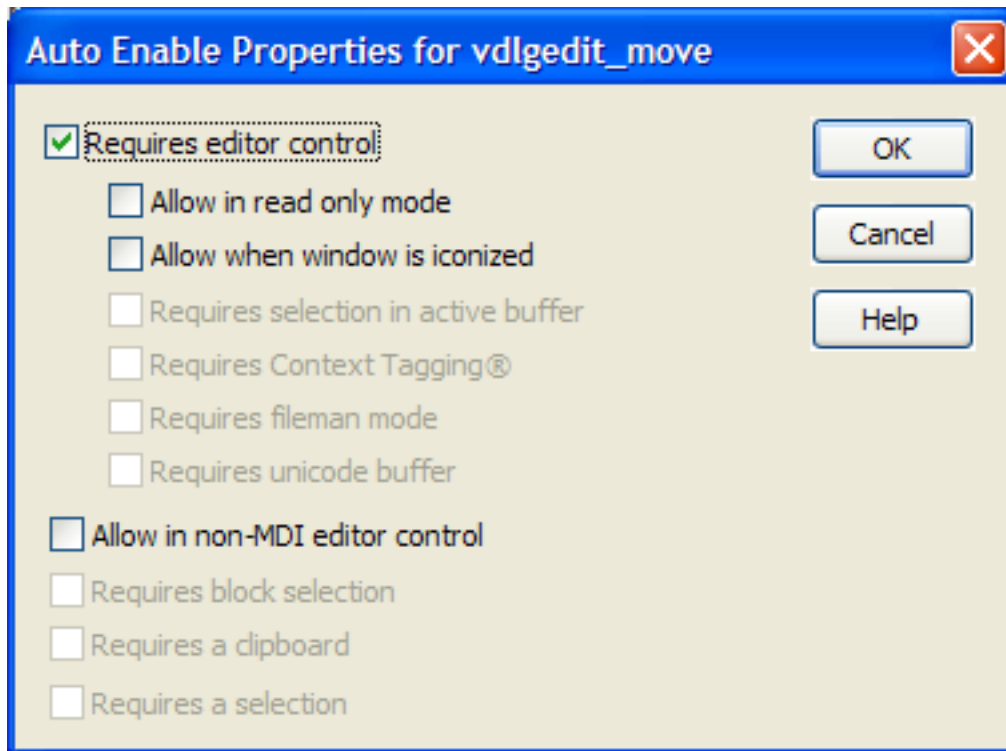 Auto Enable Properties for vdlgedit_move
Requires editor control
OK
Allow in read only mode
Allow when window is iconized
Cancel
Requires selection in active buffer
Help
Requires Context Tagging®
Requires fileman mode
Requires unicode buffer
Allow in non-MDI editor control
Requires block selection
Requires a clipboard
Requires a selection